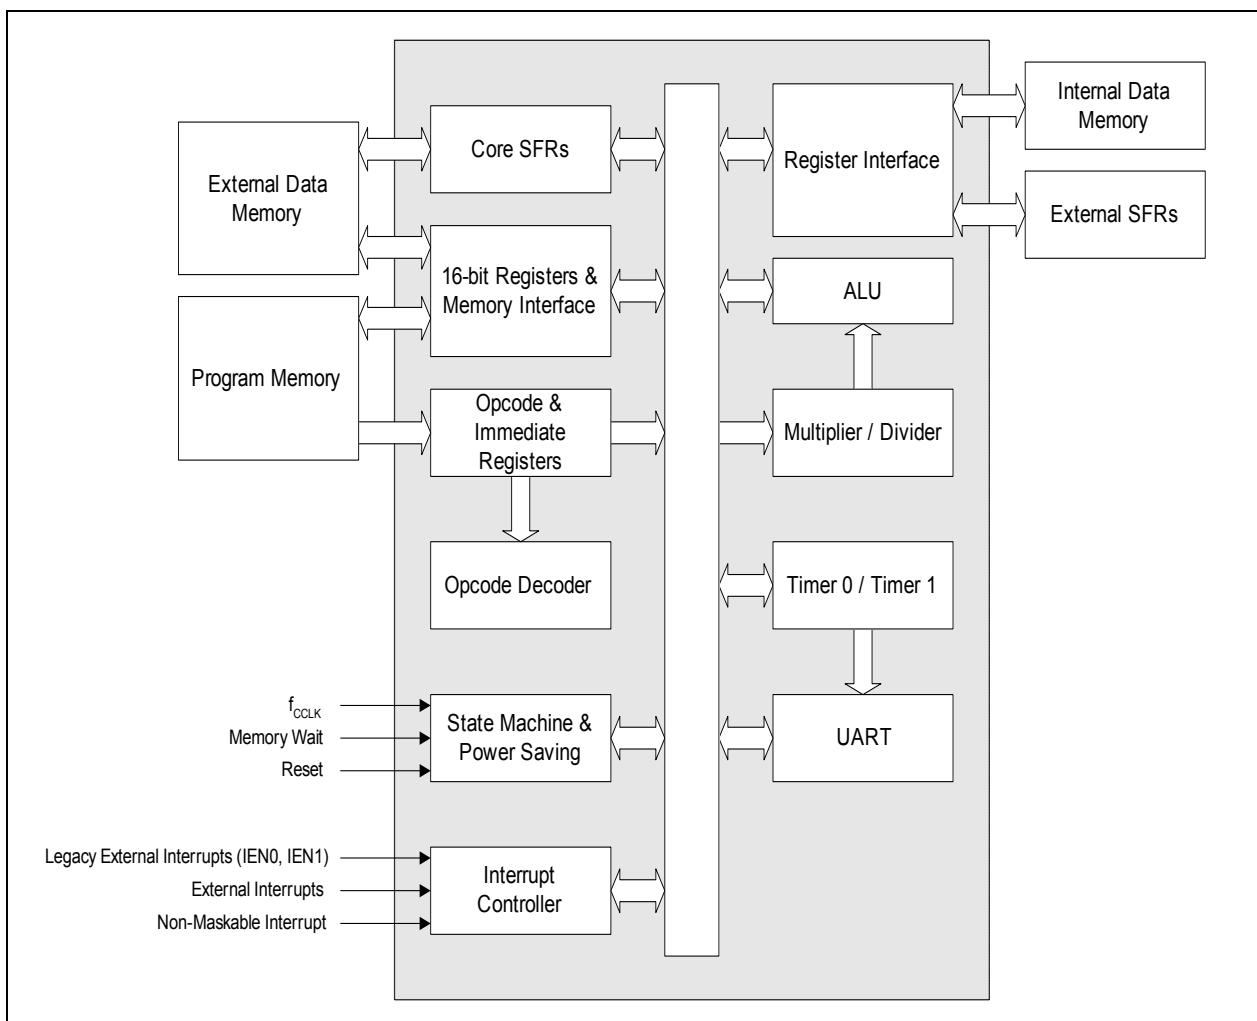 Core SFRs
Register Interface
Internal Data
Memory
External Data
Memory
External SFRs
16-bit Registers &
Memory Interface
ALU
Program Memory
Opcode &
Immediate
Registers
Multiplier / Divider
Opcode Decoder
Timer 0 / Timer 1
fCCLK
Memory Wait
Reset
State Machine &
Power Saving
UART
Legacy External Interrupts (IEN0, IEN1)
External Interrupts
Non-Maskable Interrupt
Interrupt
Controller